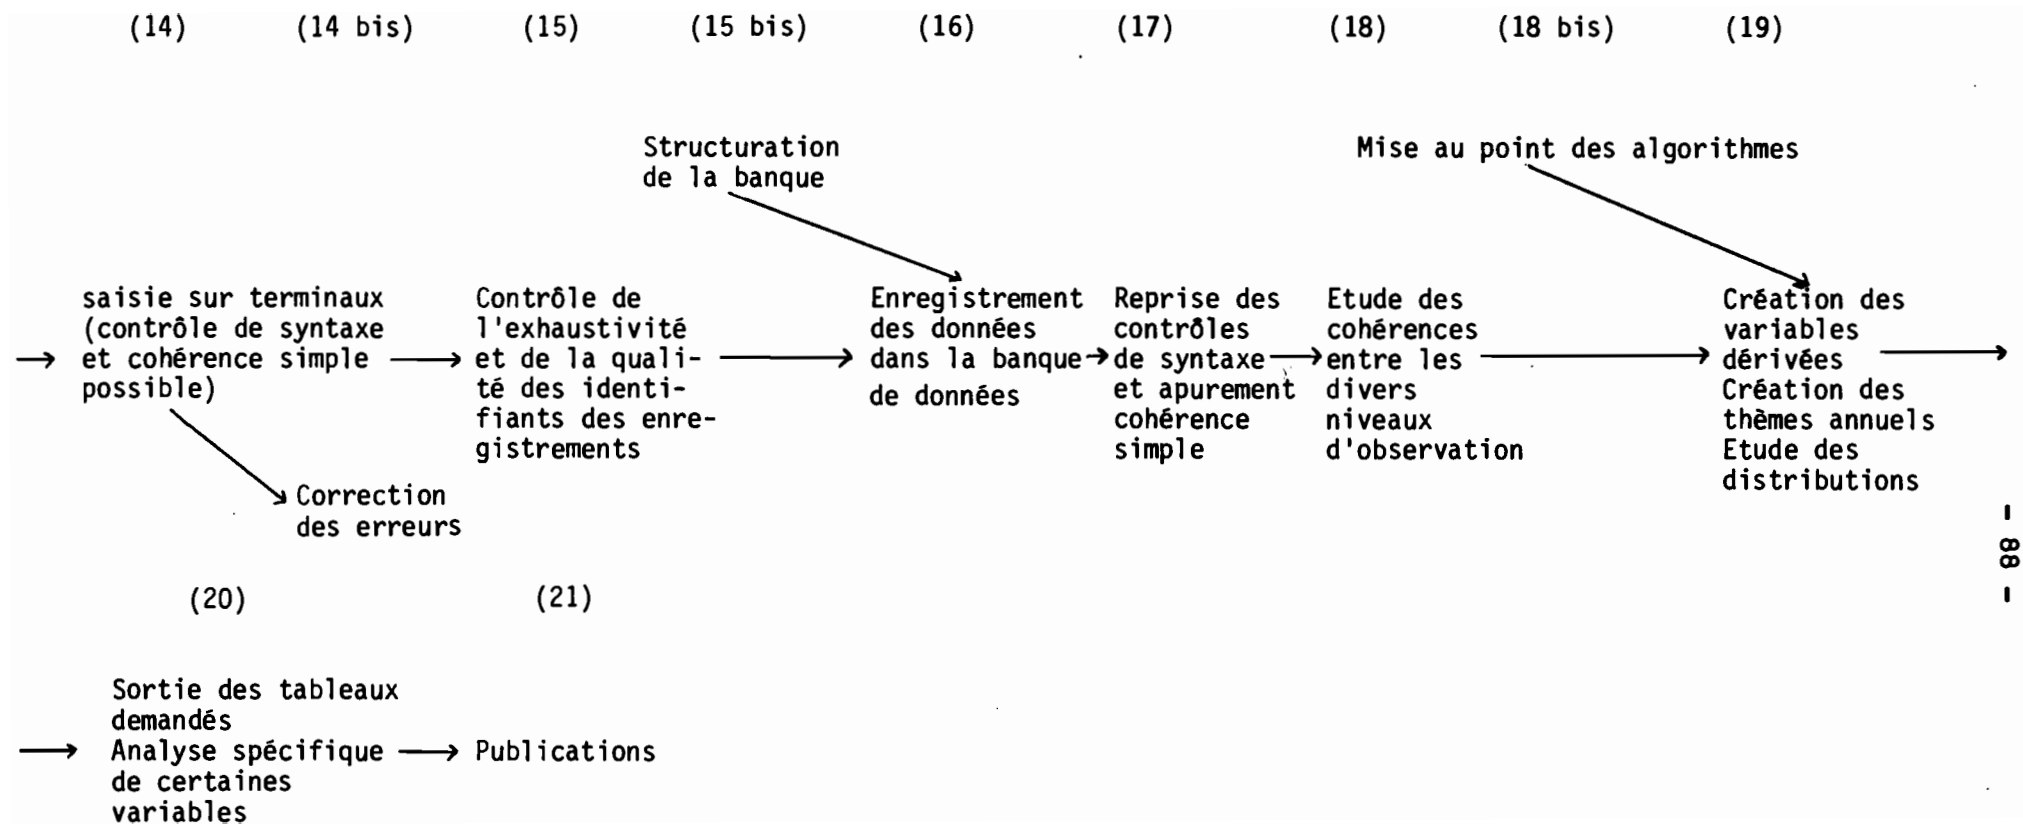 (14)
(14 bis)
(15)
(15 bis)
(16)
(17)
(18)
(18 bis)
(19)
Structuration
de la banque
Mise au point des algorithmes
saisie sur terminaux
(contrôle de syntaxe
et cohérence simple
possible)
Correction
des erreurs
Contrôle de
l'exhaustivité
et de la quali-
té des identi-
fiants des enre-
gistrements
Enregistrement
des données
dans la banque
de données
Reprise des
contrôles
de syntaxe
et apurement
cohérence
simple
Etude des
cohérences
entre les
divers
niveaux
d'observation
Création des
variables
dérivées
Création des
thèmes annuels
Etude des
distributions
- 88 -
(20)
(21)
Sortie des tableaux
demandés
Analyse spécifique
de certaines
variables
Publications